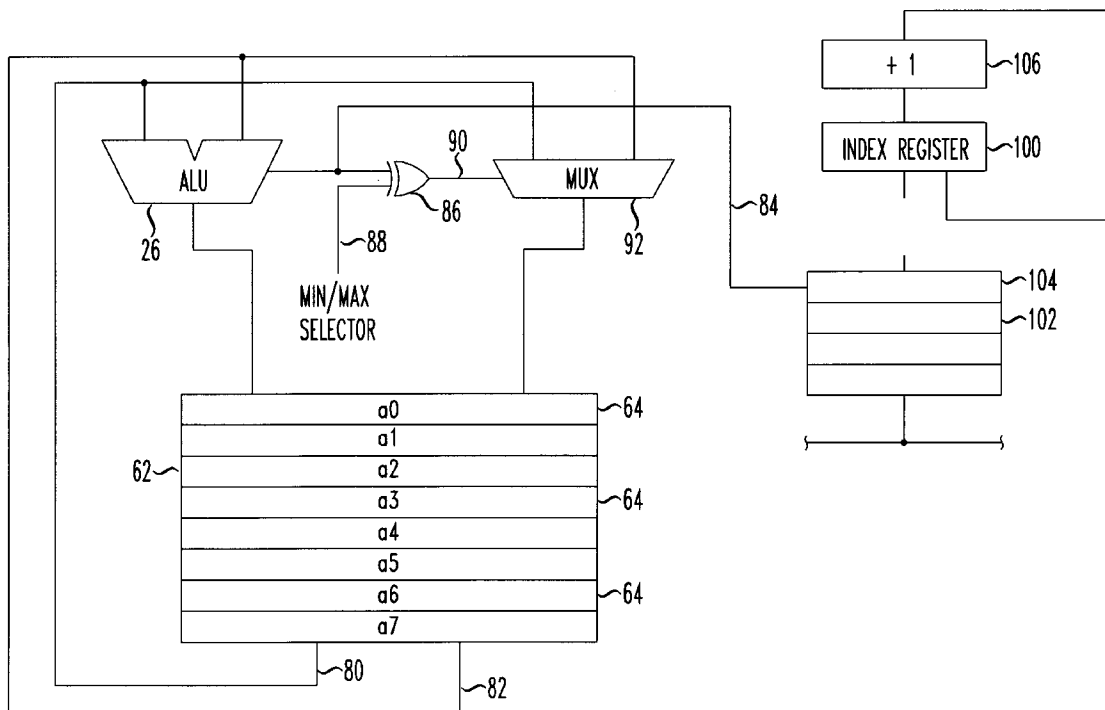 + 1
106
INDEX REGISTER
100
ALU
26
90
86
88
MUX
92
84
MIN/MAX
SELECTOR
104
102
62
a0
64
a1
a2
a3
64
a4
a5
a6
64
a7
80
82